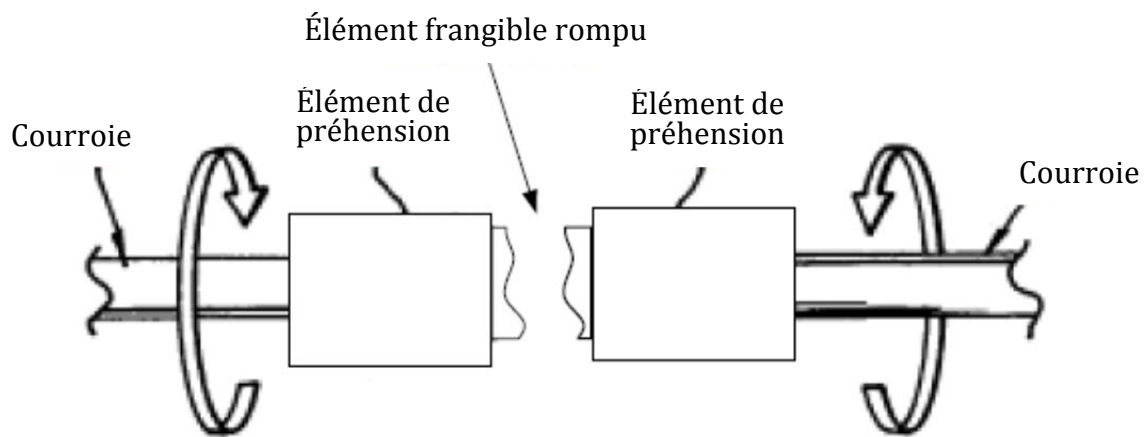 Élément frangible rompu
Élément de
préhension
Élément de
préhension
Courroie
Courroie